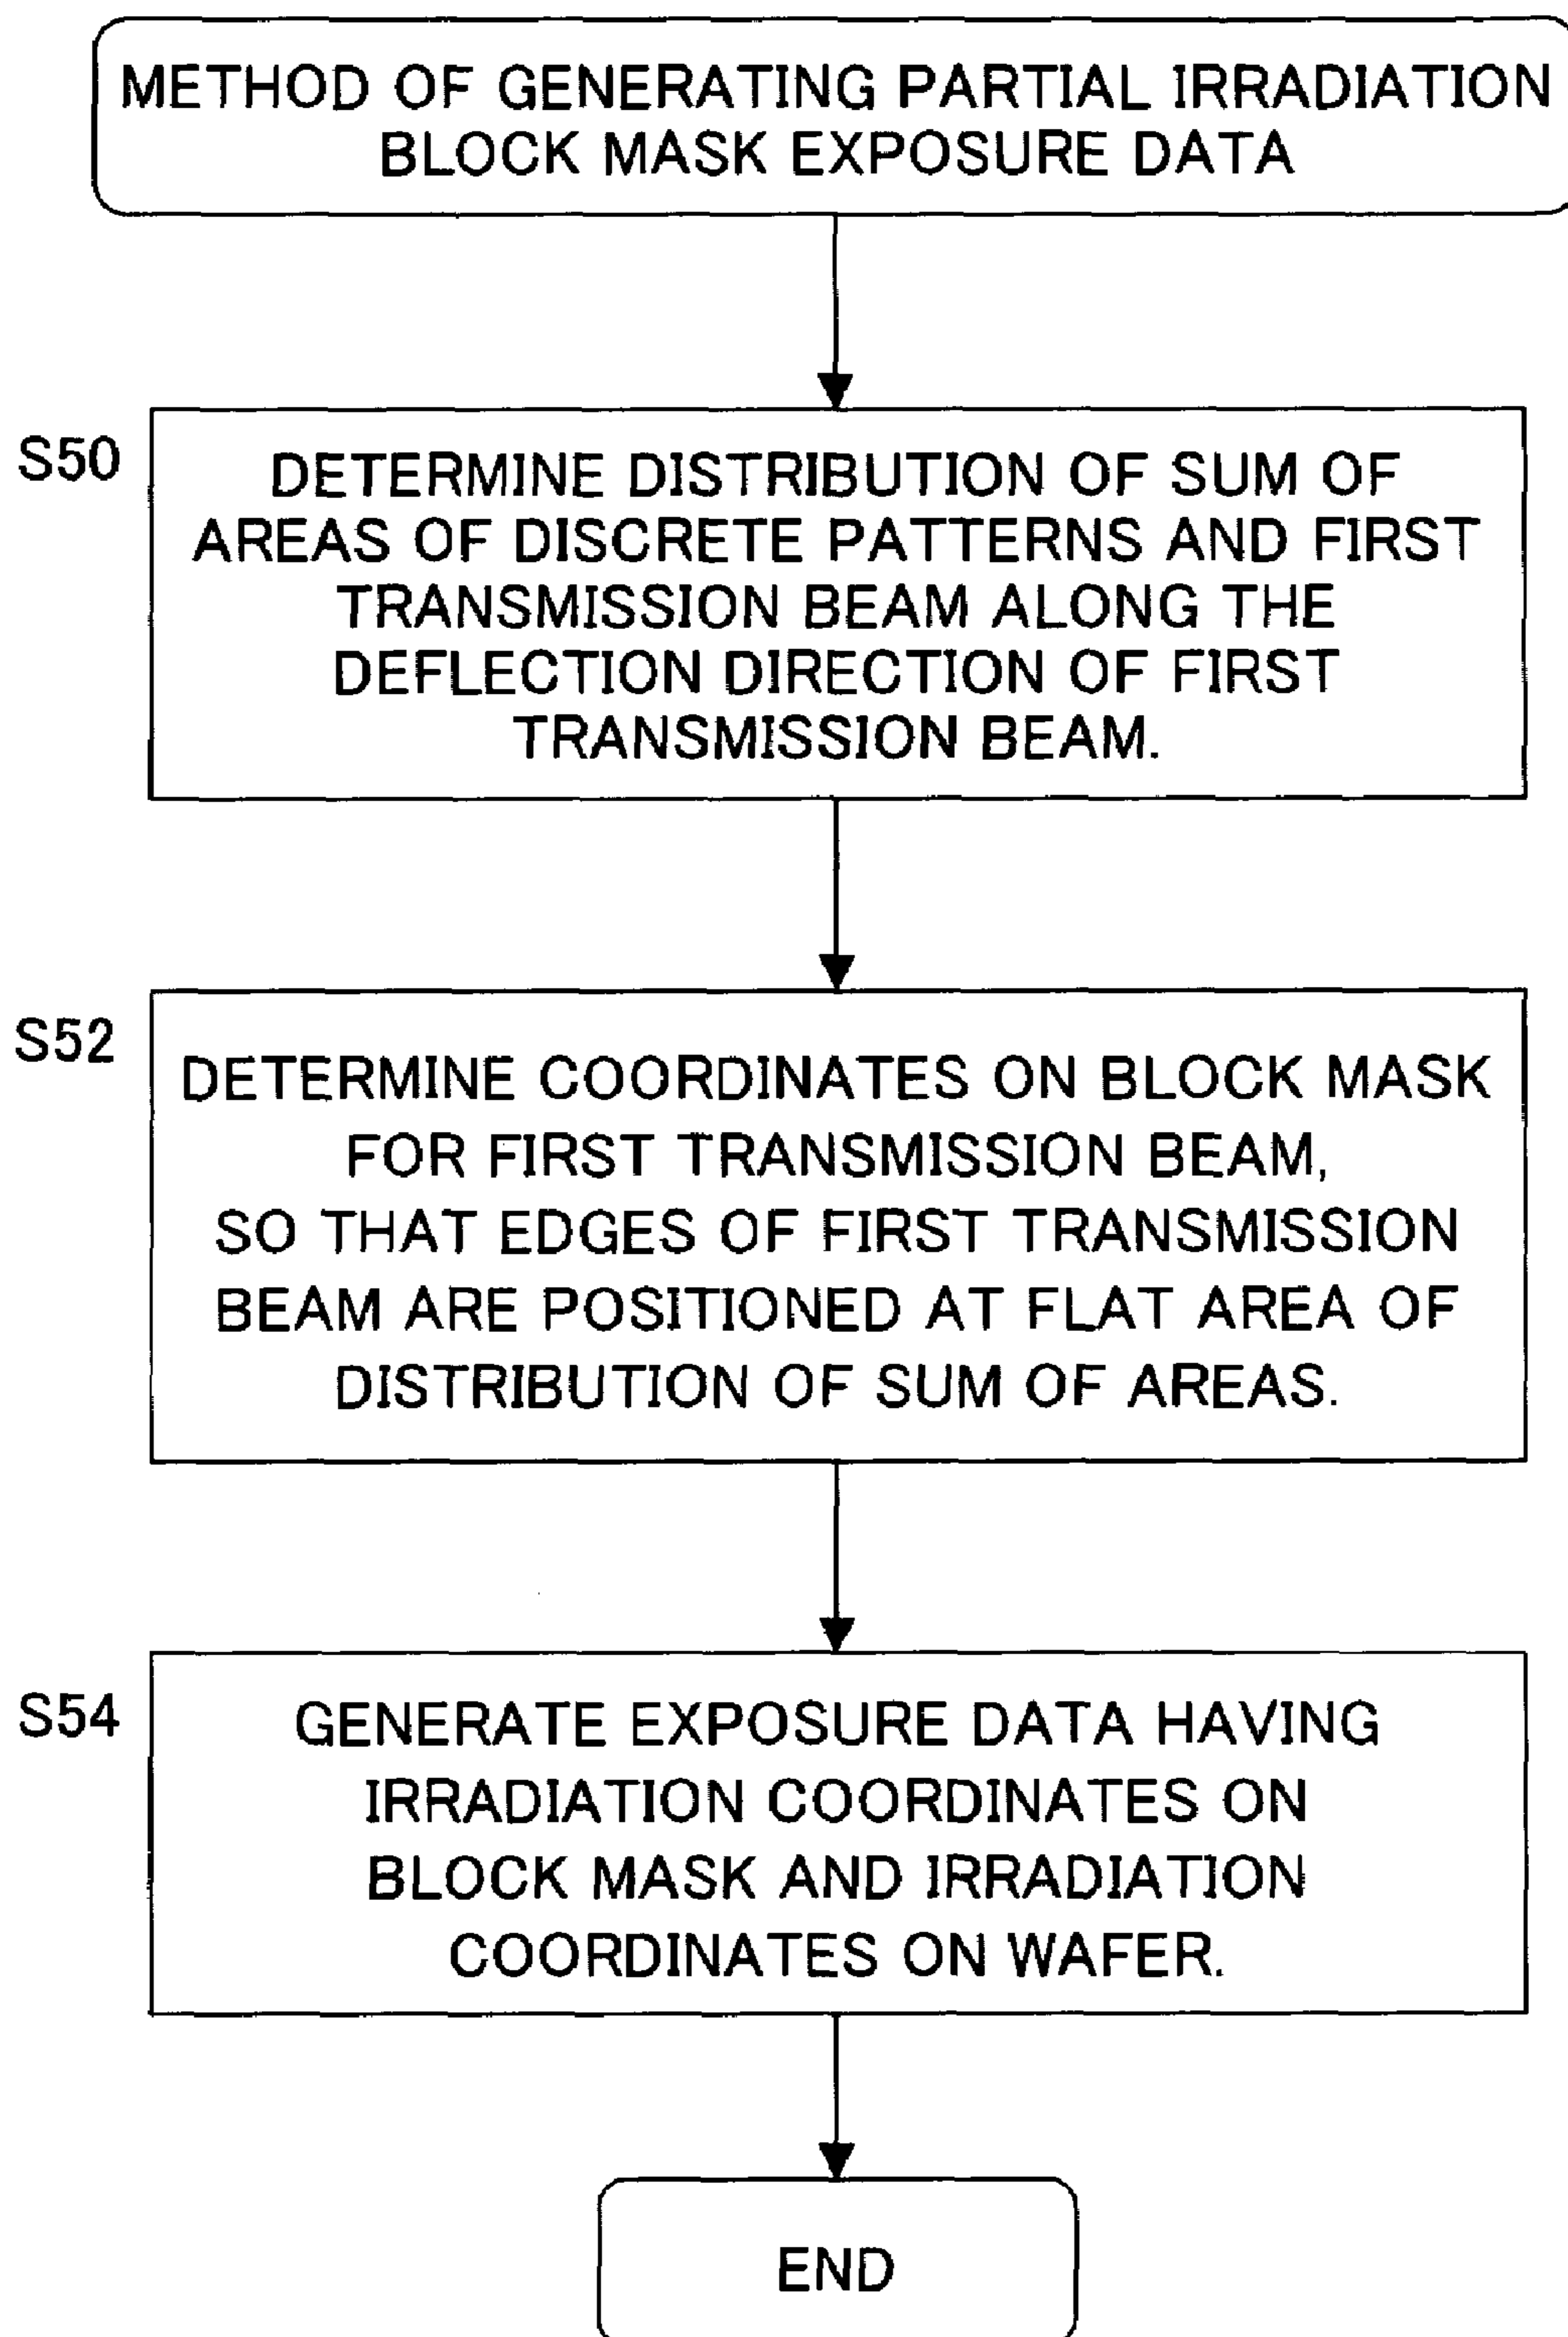 METHOD OF GENERATING PARTIAL IRRADIATION
BLOCK MASK EXPOSURE DATA
S50
DETERMINE DISTRIBUTION OF SUM OF
AREAS OF DISCRETE PATTERNS AND FIRST
TRANSMISSION BEAM ALONG THE
DEFLECTION DIRECTION OF FIRST
TRANSMISSION BEAM.
S52
DETERMINE COORDINATES ON BLOCK MASK
FOR FIRST TRANSMISSION BEAM,
SO THAT EDGES OF FIRST TRANSMISSION
BEAM ARE POSITIONED AT FLAT AREA OF
DISTRIBUTION OF SUM OF AREAS.
S54
GENERATE EXPOSURE DATA HAVING
IRRADIATION COORDINATES ON
BLOCK MASK AND IRRADIATION
COORDINATES ON WAFER.
END